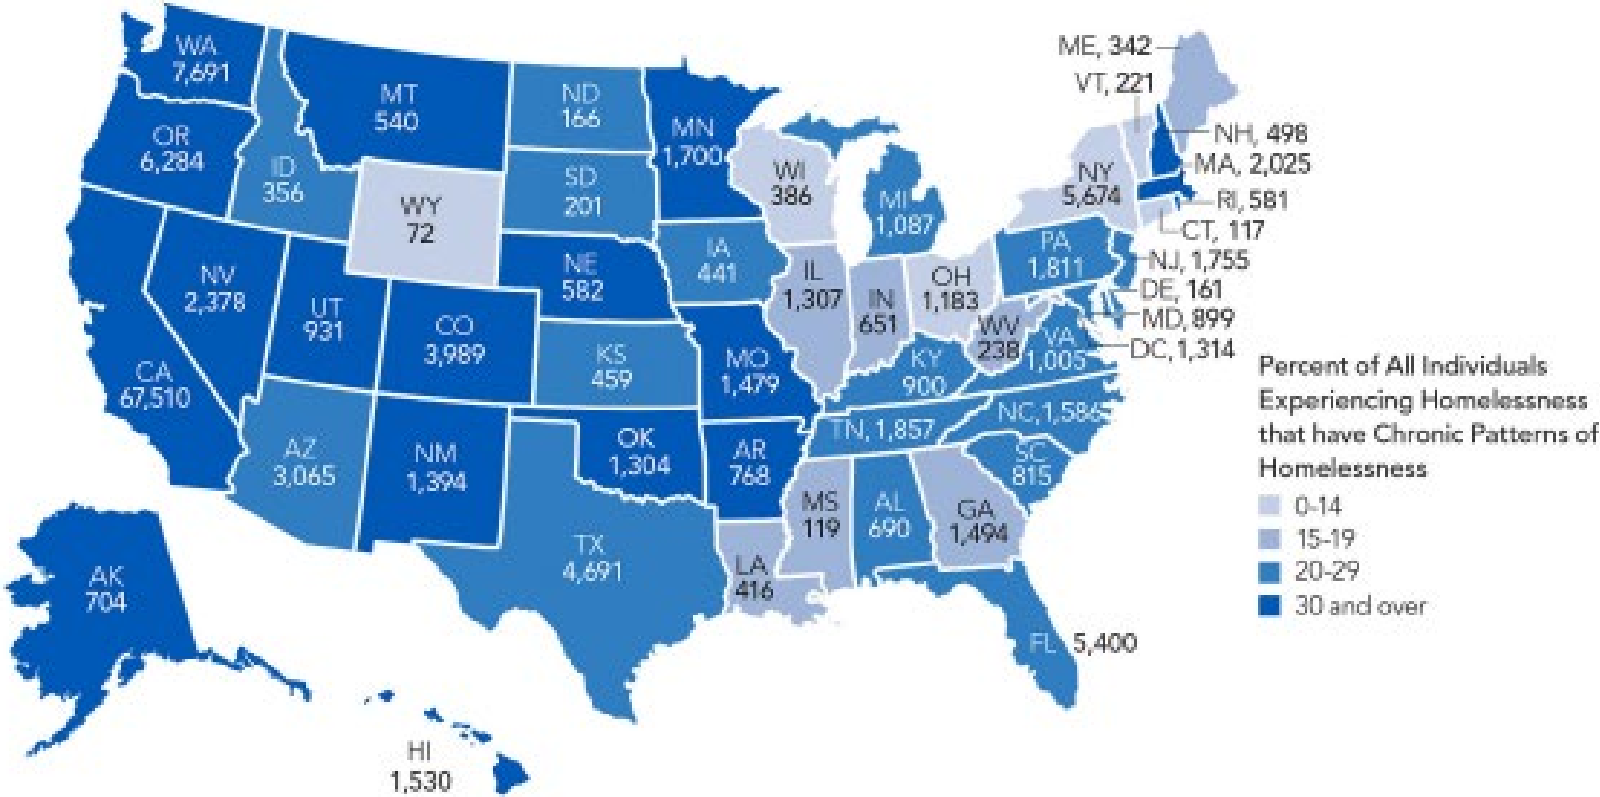 WA
7,691
MT
540
ND
166
MN
1,700
OR
6,284
ID
356
WY
72
SD
201
WI
386
MI
1,087
NY
5,674
ME, 342
VT, 221
NH, 498
MA, 2,025
RI, 581
CT, 117
NJ, 1,755
DE, 161
MD, 899
DC, 1,314
NV
2,378
UT
931
CO
3,989
NE
582
IA
441
IL
1,307
IN
651
OH
1,183
PA
1,811
WV
238
VA
1,005
CA
67,510
KS
459
MO
1,479
KY
900
AZ
3,065
NM
1,394
OK
1,304
AR
768
TN, 1,857
NC, 1,586
SC
815
TX
4,691
LA
416
MS
119
AL
690
GA
1,494
FL 5,400
AK
704
HI
1,530
Percent of All Individuals
Experiencing Homelessness
that have Chronic Patterns of
Homelessness
0-14
15-19
20-29
30 and over